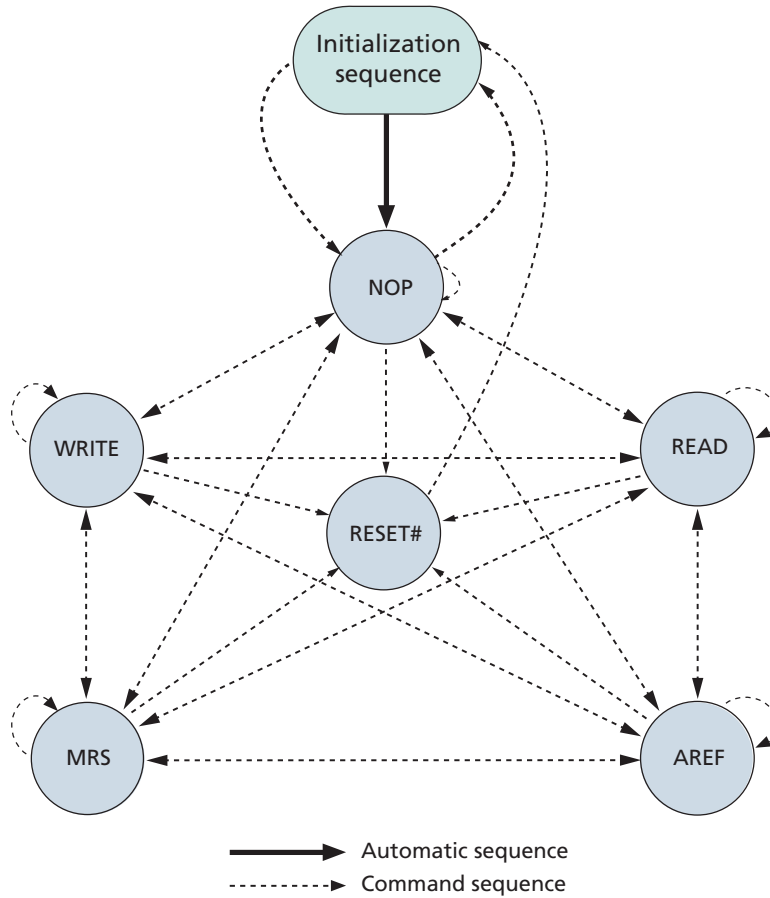 Initialization
sequence
NOP
WRITE
READ
RESET#
MRS
AREF
Automatic sequence
Command sequence